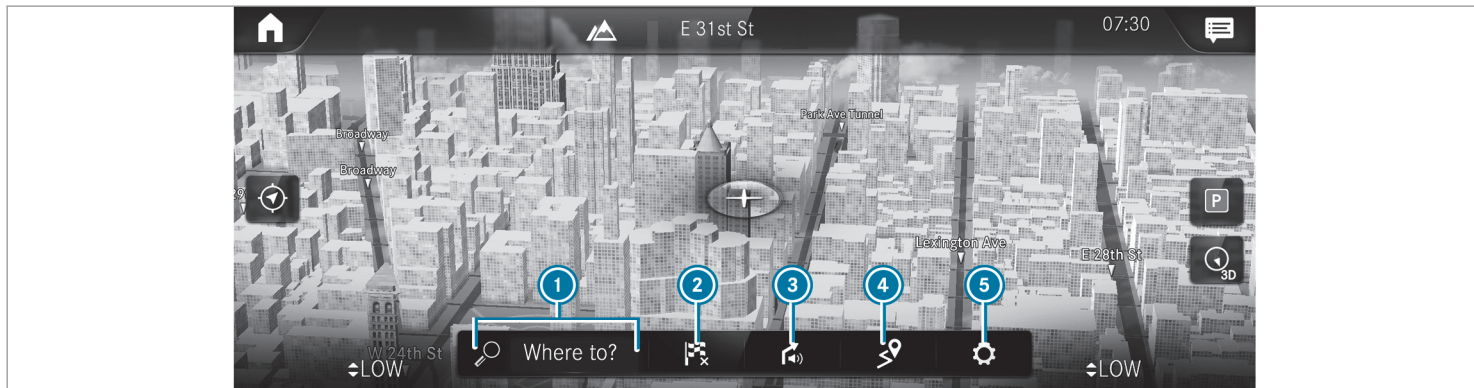 E 31st St
07:30
Park Ave Tunnel
Broadway
Broadway
29
P
Lexington Ave
E 28th St
3D
1
2
3
4
5
W 24th St
Where to?
LOW
LOW